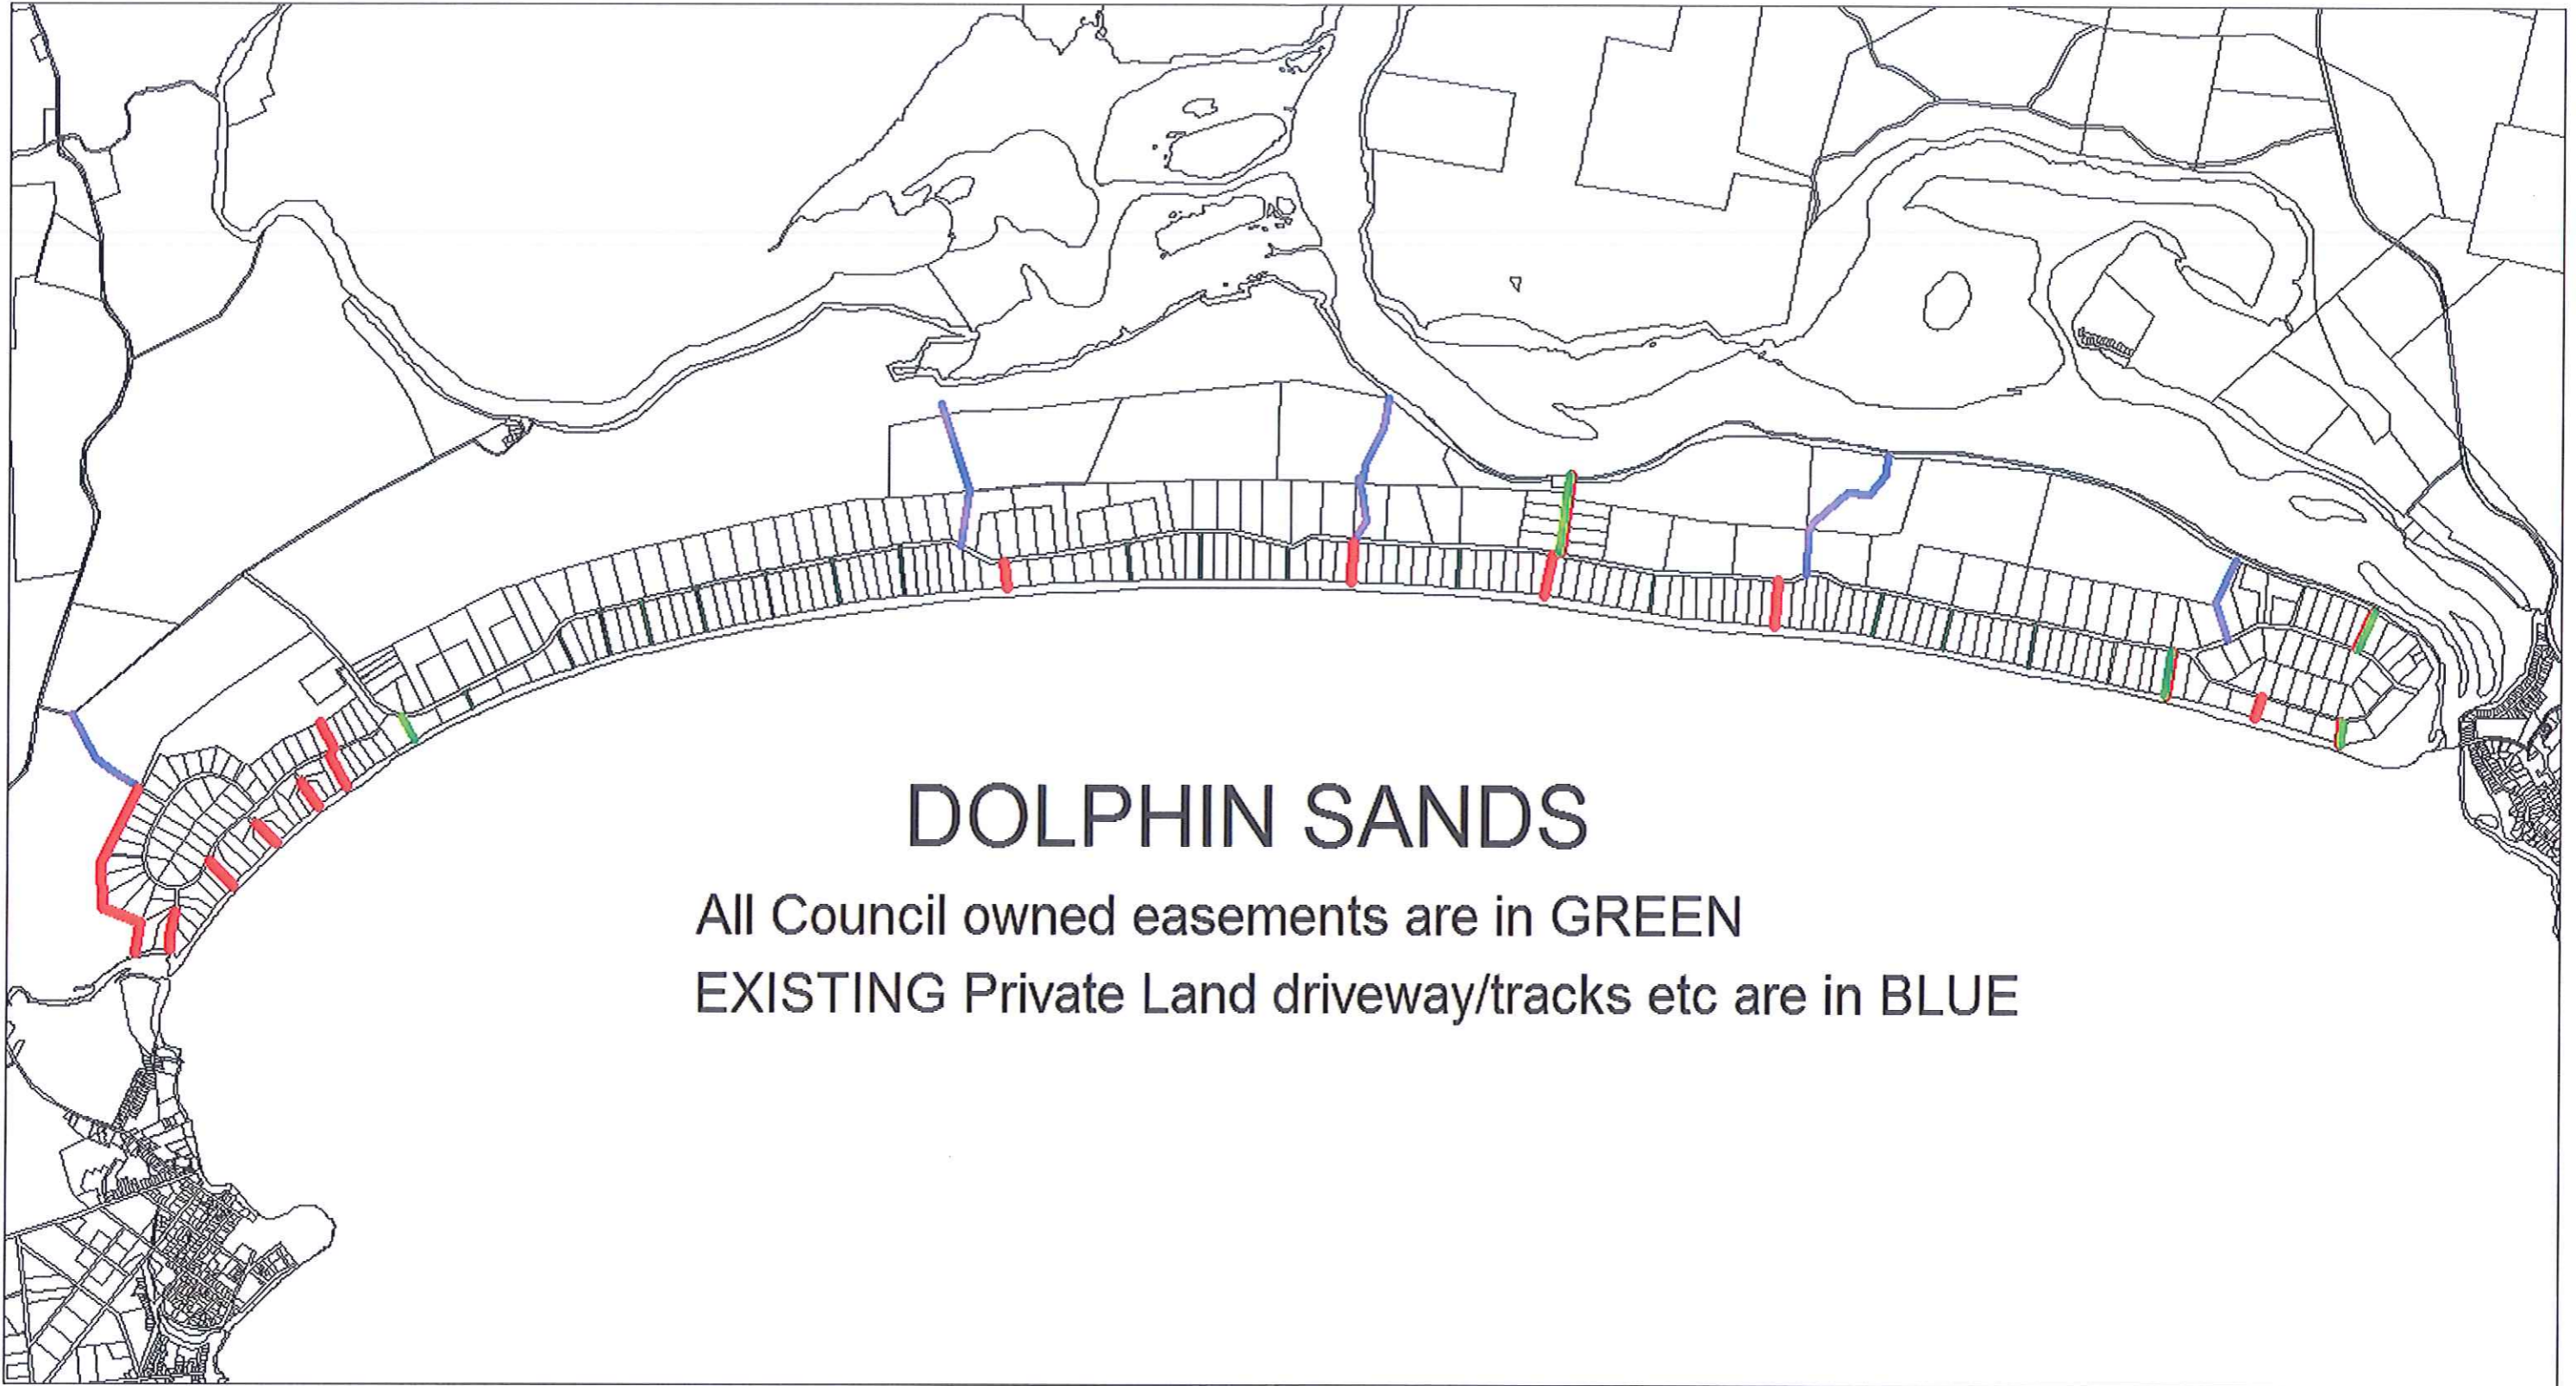 DOLPHIN SANDS
All Council owned easements are in GREEN
EXISTING Private Land driveway/tracks etc are in BLUE